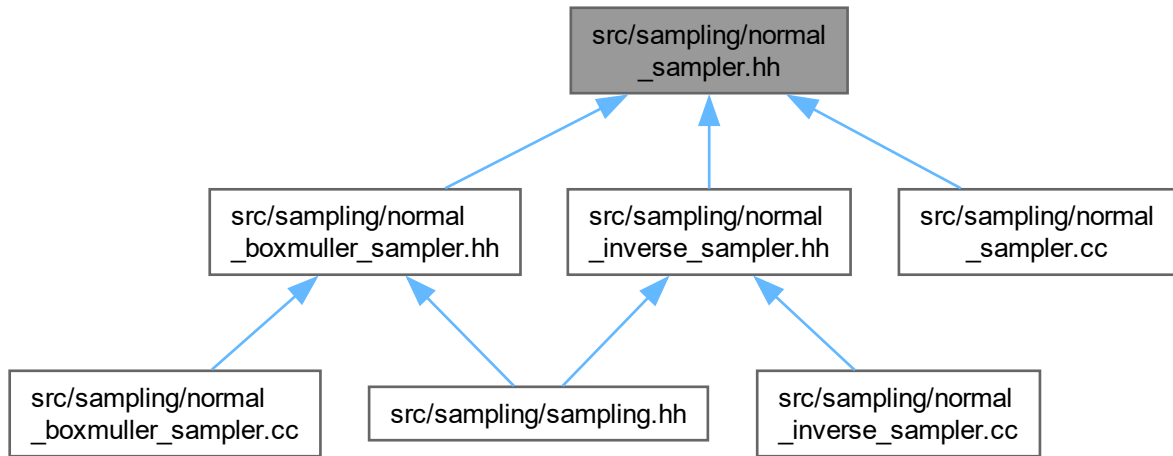 src/sampling/normal
_sampler.hh
src/sampling/normal
_boxmuller_sampler.hh
src/sampling/normal
_inverse_sampler.hh
src/sampling/normal
_sampler.cc
src/sampling/normal
_boxmuller_sampler.cc
src/sampling/sampling.hh
src/sampling/normal
_inverse_sampler.cc